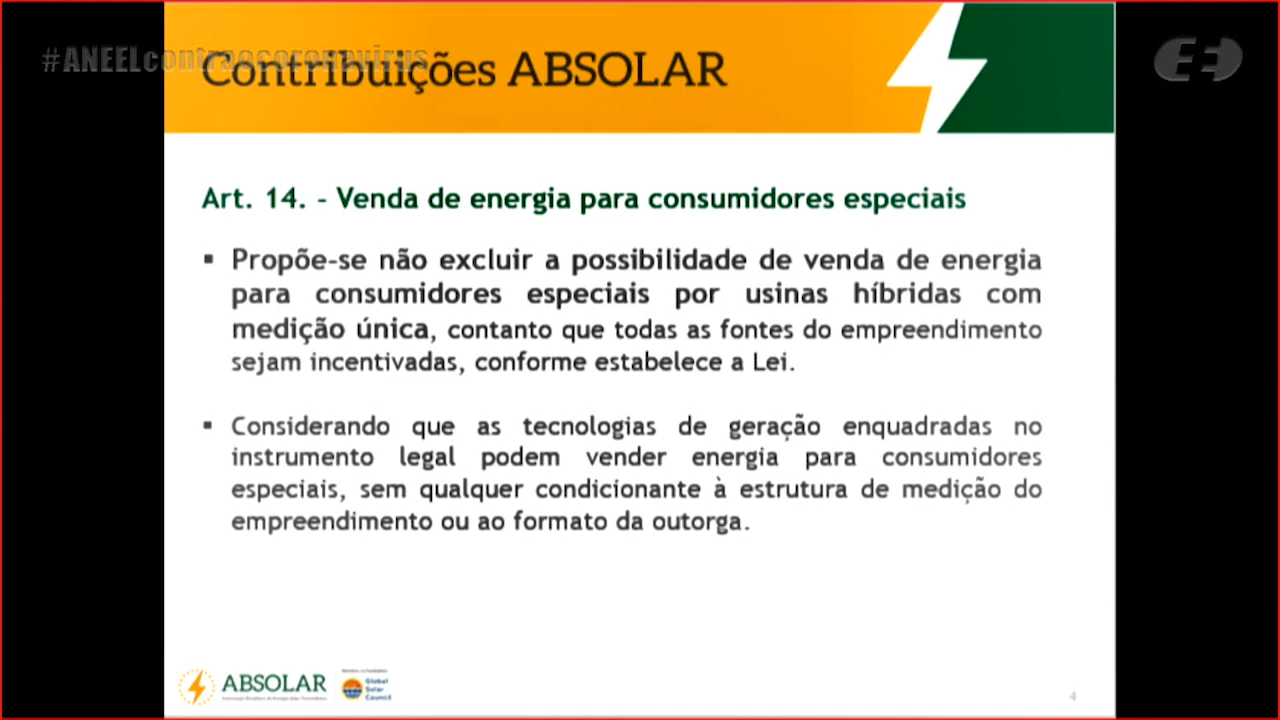 #ANEELcontraocoronavirus
Contribuições ABSOLAR
Art. 14. - Venda de energia para consumidores especiais
▪ Propõe-se não excluir a possibilidade de venda de energia
para consumidores especiais por usinas híbridas com
medição única, contanto que todas as fontes do empreendimento
sejam incentivadas, conforme estabelece a Lei.
▪ Considerando que as tecnologias de geração enquadradas no
instrumento legal podem vender energia para consumidores
especiais, sem qualquer condicionante à estrutura de medição do
empreendimento ou ao formato da outorga.
ABSOLAR
Global
Solar
Council
4